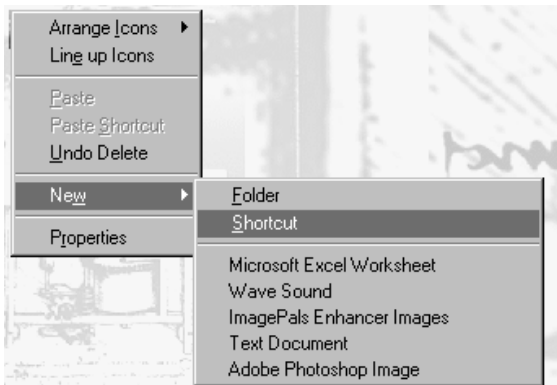 Arrange Icons
Line up Icons
Paste
Paste Shortcut
Undo Delete
New
Properties
Folder
Shortcut
Microsoft Excel Worksheet
Wave Sound
ImagePals Enhancer Images
Text Document
Adobe Photoshop Image